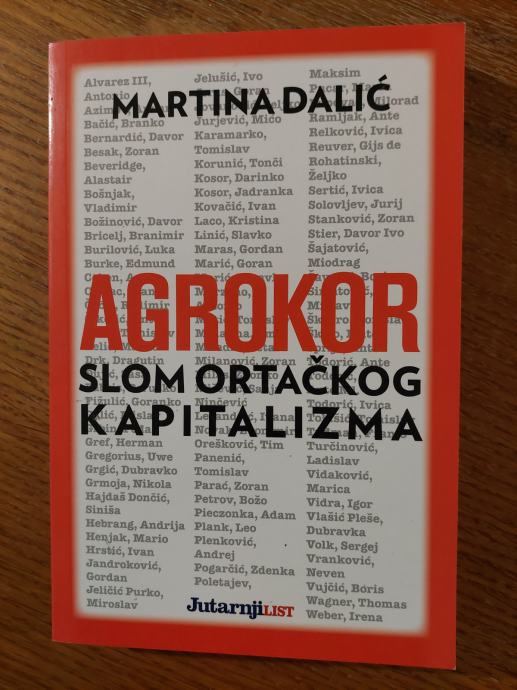 MARTINA DALIĆ
AGROKOR
SLOM ORTAČKOG
KAPITALIZMA
Alvarez III,
Antonio
Bačić, Branko
Bernardić, Davor
Besak, Zoran
Beveridge,
Alastair
Bošnjak,
Vladimir
Božinović, Davor
Bricelj, Branimir
Burilović, Luka
Burke, Edmund
Drk, Dragutin
Fižulić, Goranko
Gref, Herman
Gregorius, Uwe
Grgić, Dubravko
Grmoja, Nikola
Hajdaš Dončić,
Siniša
Hebrang, Andrija
Henjak, Mario
Hrstić, Ivan
Jandroković,
Gordan
Jeličić Purko,
Miroslav
Jelušić, Ivo
Jurjević, Mićo
Karamarko,
Tomislav
Korunić, Tonči
Kosor, Darinko
Kosor, Jadranka
Kovačić, Ivan
Laco, Kristina
Linić, Slavko
Maras, Gordan
Marić, Goran
Milanović, Zoran
Ninčević
Orešković, Tim
Panenić,
Tomislav
Parać, Zoran
Petrov, Božo
Pieczonka, Adam
Plank, Leo
Plenković,
Andrej
Pogarčić, Zdenka
Poletajev,
Maksim
Ramljak, Ante
Relković, Ivica
Reuver, Gijs de
Rohatinski,
Željko
Sertić, Ivica
Solovljev, Jurij
Stanković, Zoran
Stier, Davor Ivo
Šajatović,
Miodrag
Todorić, Ante
Todorić, Ivica
Turčinović,
Ladislav
Vidaković,
Marica
Vidra, Igor
Vlašić Pleše,
Dubravka
Volk, Sergej
Vranković,
Neven
Vujčić, Boris
Wagner, Thomas
Weber, Irena
Jutarnji LIST